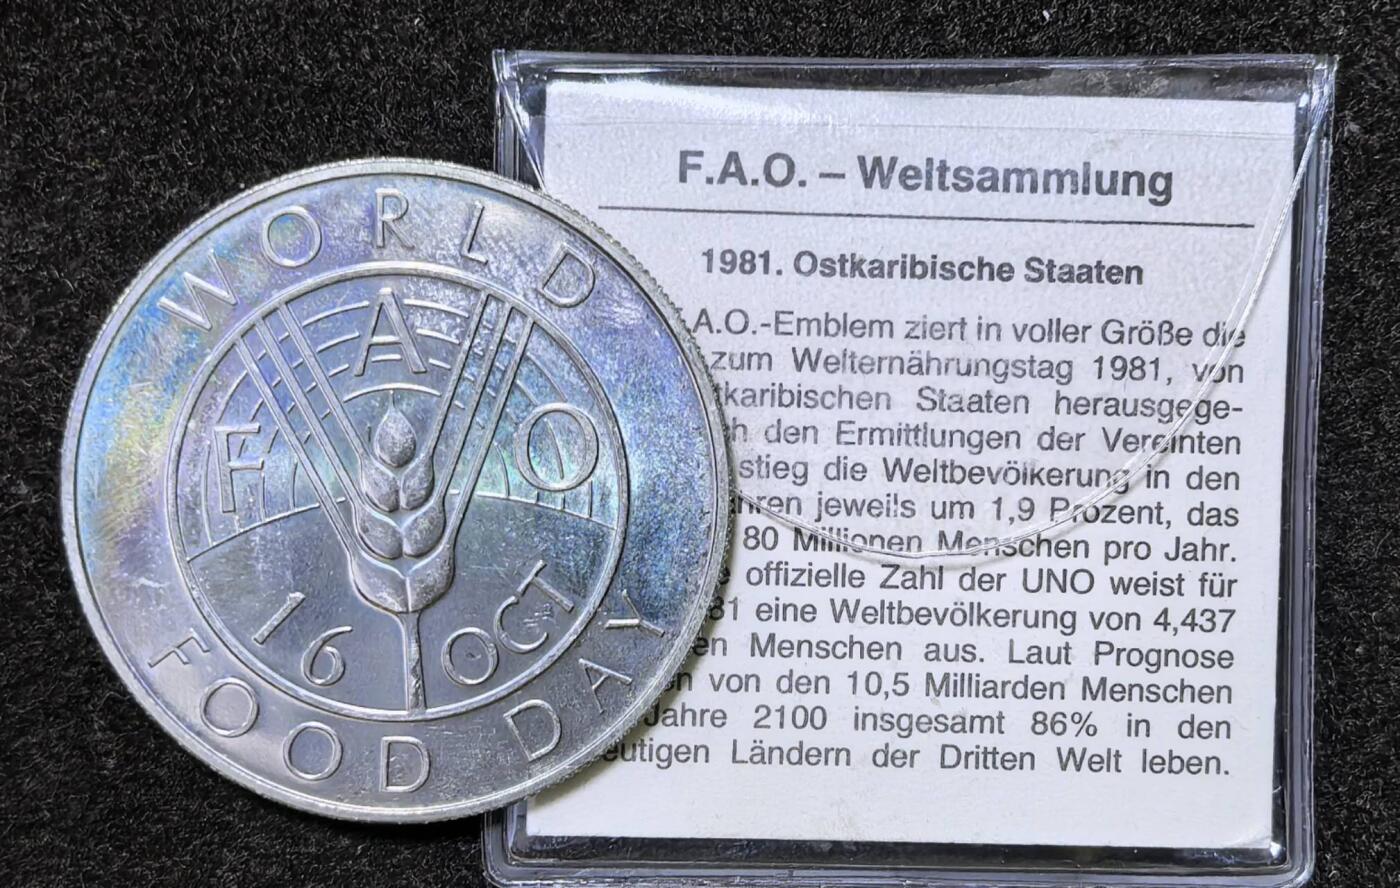 WORLD
F A O
16 OCT
FOOD DAY
F.A.O. – Weltsammlung
1981. Ostkaribische Staaten
A.O.-Emblem ziert in voller Größe die
zum Welternährungstag 1981, von
tkaribischen Staaten herausgege-
h den Ermittlungen der Vereinten
stieg die Weltbevölkerung in den
hren jeweils um 1,9 Prozent, das
80 Millionen Menschen pro Jahr.
offizielle Zahl der UNO weist für
81 eine Weltbevölkerung von 4,437
en Menschen aus. Laut Prognose
n von den 10,5 Milliarden Menschen
Jahre 2100 insgesamt 86% in den
eutigen Ländern der Dritten Welt leben.